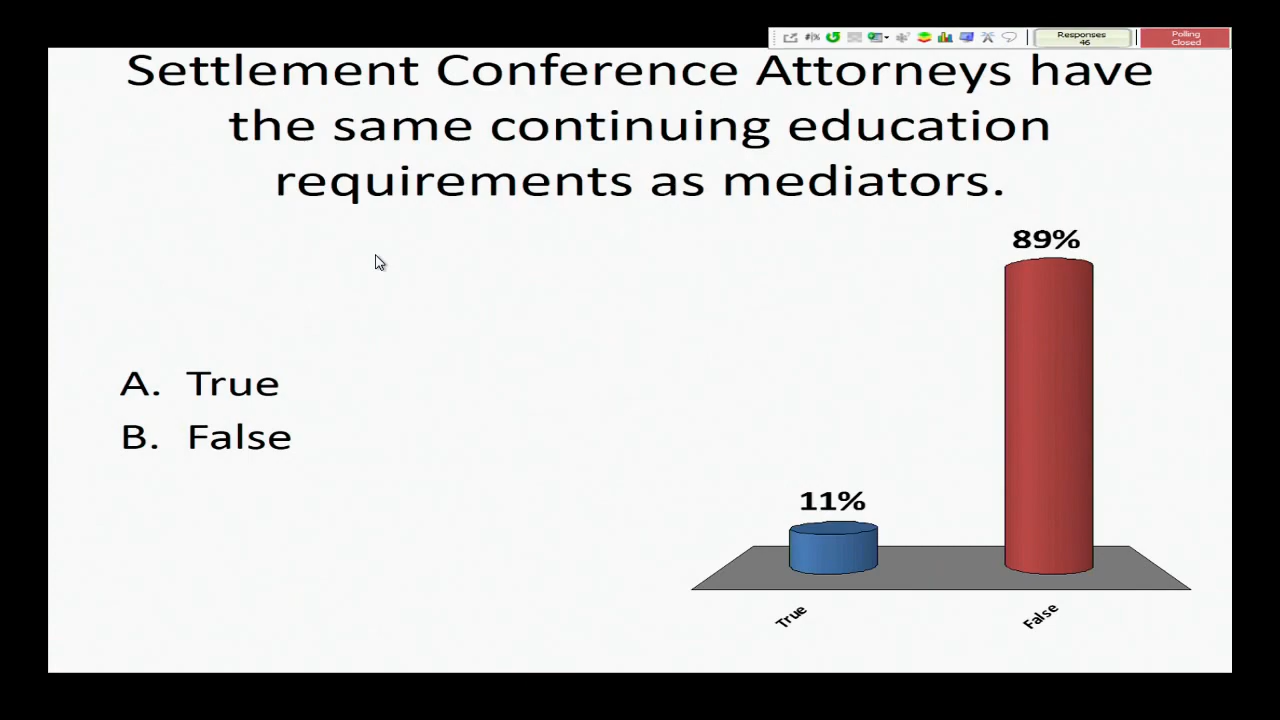 Responses
46
Polling
Closed
Settlement Conference Attorneys have
the same continuing education
requirements as mediators.
89%
A. True
B. False
11%
True
False